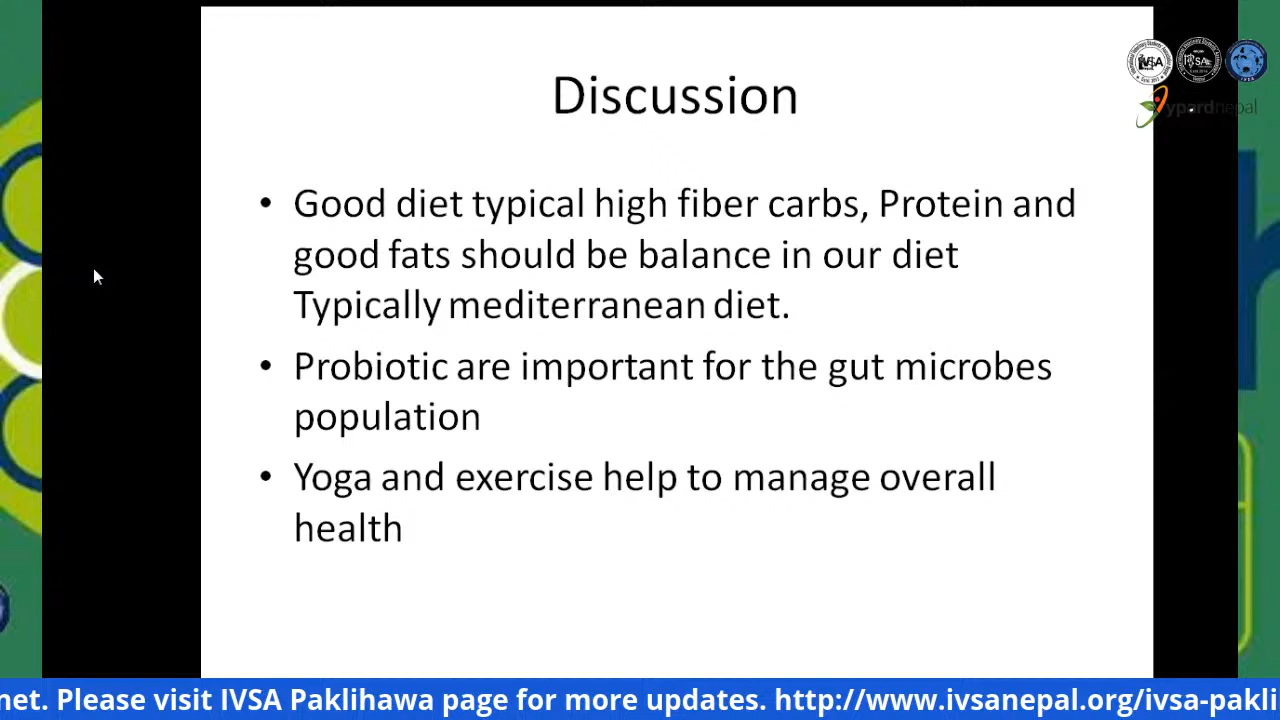 Discussion
• Good diet typical high fiber carbs, Protein and
good fats should be balance in our diet
Typically mediterranean diet.
• Probiotic are important for the gut microbes
population
• Yoga and exercise help to manage overall
health
IVSA
ypardnepal
net. Please visit IVSA Paklihawa page for more updates. http://www.ivsanepal.org/ivsa-pakli